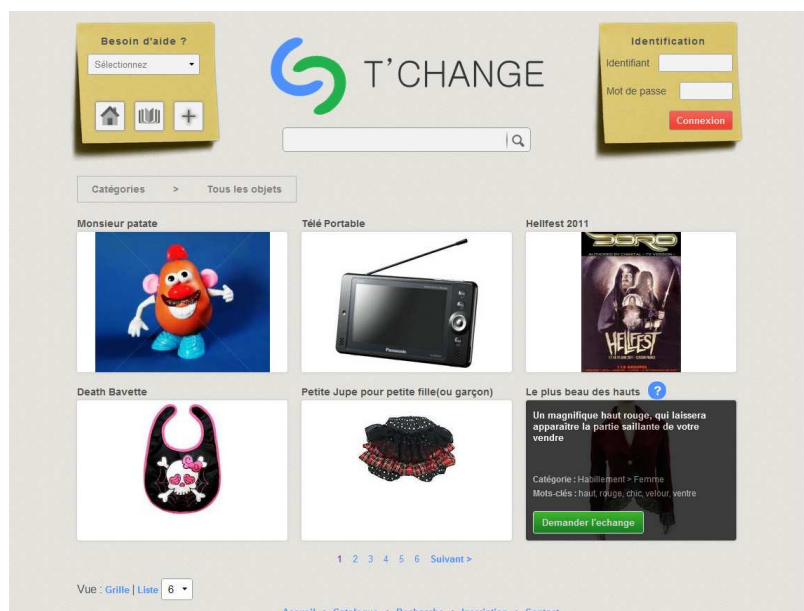 Besoin d'aide ?
Sélectionnez
T'CHANGE
Identification
Identifiant
Mot de passe
Connexion
Catégories > Tous les objets
Monsieur patate
Télé Portable
Hellfest 2011
Panasonic
DORO
HELLFEST
Death Bavette
Petite Jupe pour petite fille(ou garçon)
Le plus beau des hauts ?
Un magnifique haut rouge, qui laissera
apparaître la partie saillante de votre
vendre
Catégorie : Habillement > Femme
Mots-clés : haut, rouge, chic, velour, ventre
Demander l'echange
1 2 3 4 5 6 Suivant >
Vue : Grille | Liste 6